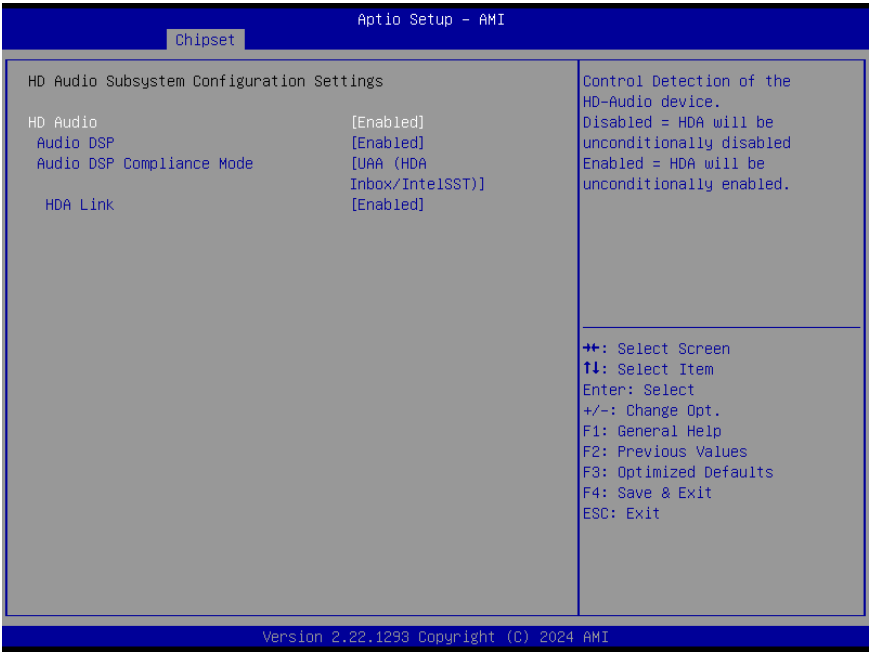 Aptio Setup – AMI
Chipset
HD Audio Subsystem Configuration Settings
HD Audio [Enabled]
Audio DSP [Enabled]
Audio DSP Compliance Mode [UAA (HDA
Inbox/IntelSST)]
HDA Link [Enabled]
Control Detection of the
HD-Audio device.
Disabled = HDA will be
unconditionally disabled
Enabled = HDA will be
unconditionally enabled.
→←: Select Screen
↑↓: Select Item
Enter: Select
+/-: Change Opt.
F1: General Help
F2: Previous Values
F3: Optimized Defaults
F4: Save & Exit
ESC: Exit
Version 2.22.1293 Copyright (C) 2024 AMI